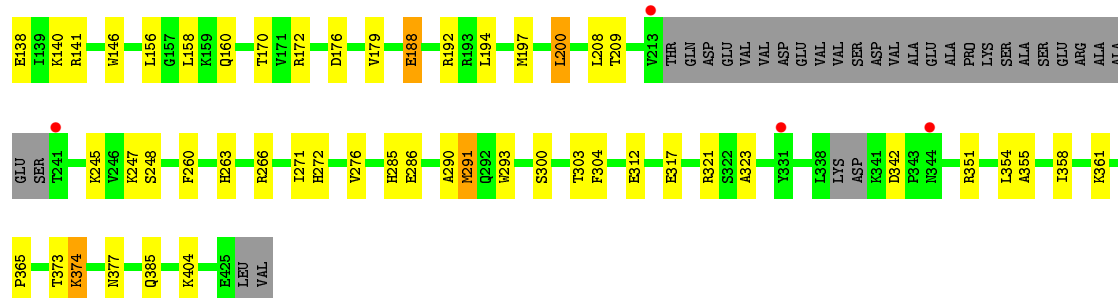 E138 I139 K140 R141 W146 L156 G157 L158 K159 Q160 T170 V171 R172 D176 V179 E188 R192 R193 L194 M197 L200 L208 T209 V213 THR GLN ASP GLU VAL VAL ASP GLU VAL VAL SER ASP VAL ALA GLU ALA PRO LYS SER ALA SER GLU ARG ALA ALA
GLU SER T241 K245 V246 K247 S248 F260 H263 R266 I271 H272 V276 H285 E286 A290 M291 Q292 W293 S300 T303 F304 E312 E317 R321 S322 A323 Y331 L338 LYS ASP K341 D342 P343 N344 R351 L354 A355 I358 K361
P365 T373 K374 N377 Q385 K404 E425 LEU VAL